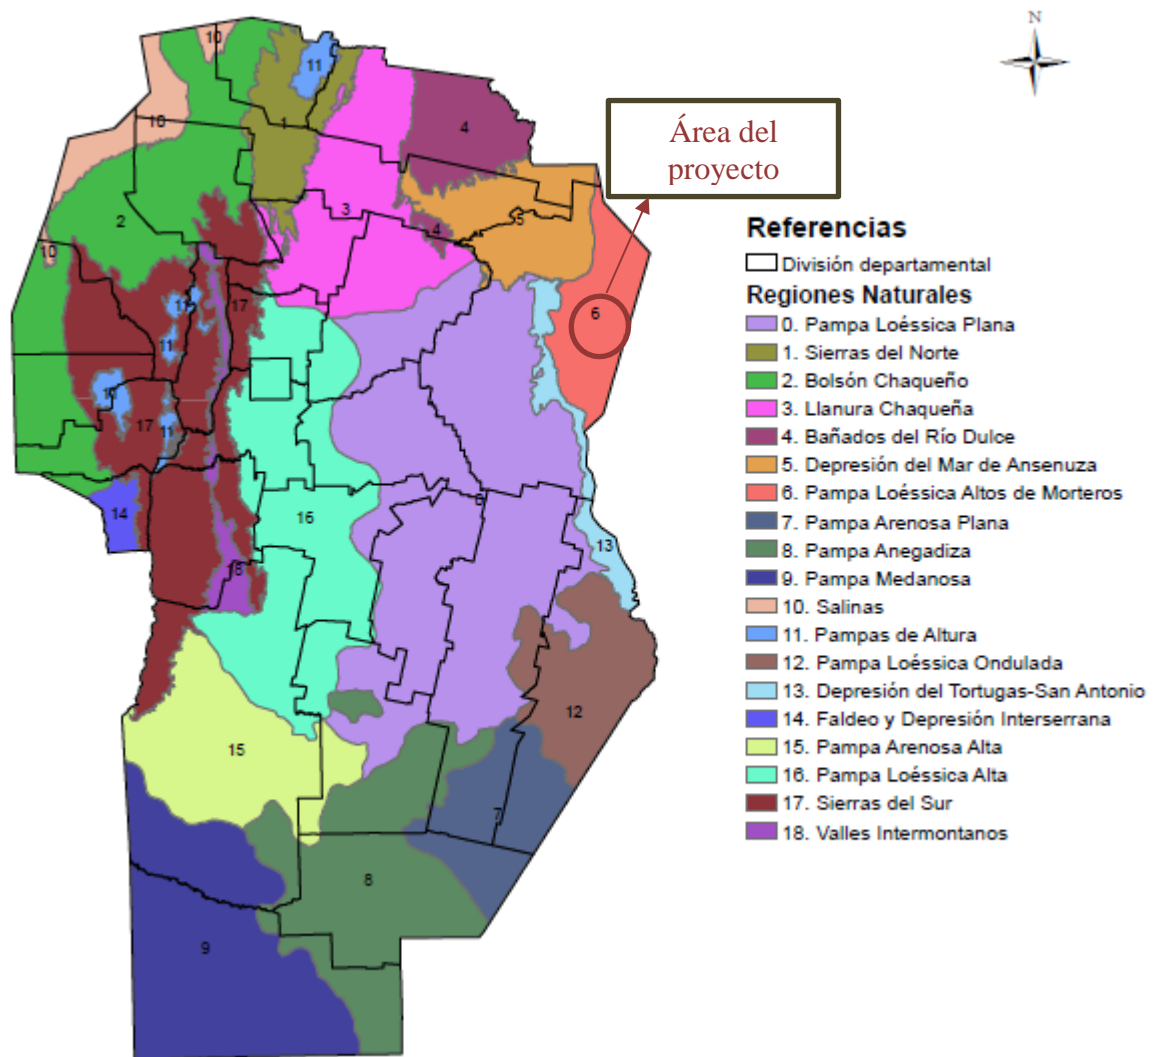 N
10
11
10
1
4
Área del
proyecto
3
5
2
4
10
17
6
11
11
10
17
11
16
14
13
18
12
15
7
8
9
Referencias
División departamental
Regiones Naturales
0. Pampa Loéssica Plana
1. Sierras del Norte
2. Bolsón Chaqueño
3. Llanura Chaqueña
4. Bañados del Río Dulce
5. Depresión del Mar de Ansenuza
6. Pampa Loéssica Altos de Morteros
7. Pampa Arenosa Plana
8. Pampa Anegadiza
9. Pampa Medanosa
10. Salinas
11. Pampas de Altura
12. Pampa Loéssica Ondulada
13. Depresión del Tortugas-San Antonio
14. Faldeo y Depresión Interserrana
15. Pampa Arenosa Alta
16. Pampa Loéssica Alta
17. Sierras del Sur
18. Valles Intermontanos